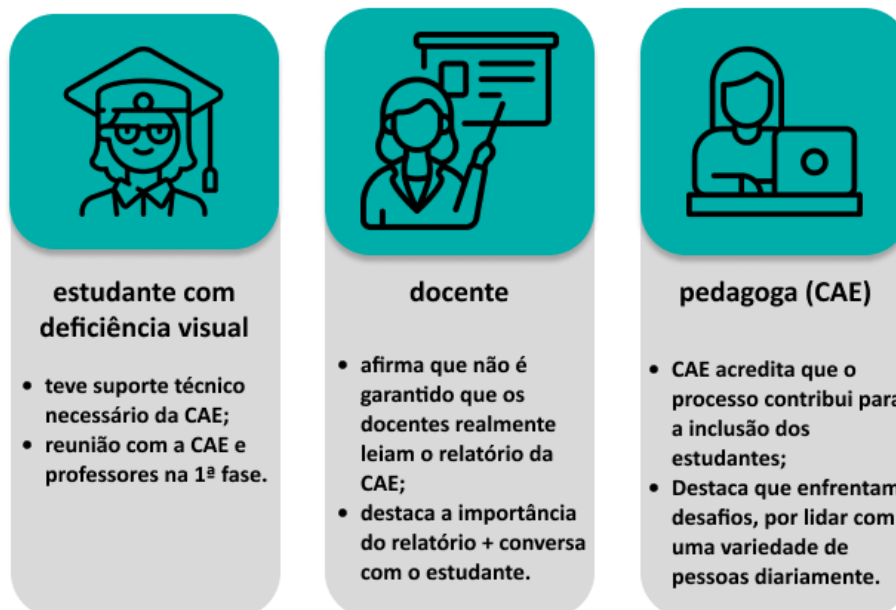 estudante com
deficiência visual
• teve suporte técnico
necessário da CAE;
• reunião com a CAE e
professores na 1ª fase.
docente
• afirma que não é
garantido que os
docentes realmente
leiam o relatório da
CAE;
• destaca a importância
do relatório + conversa
com o estudante.
pedagoga (CAE)
• CAE acredita que o
processo contribui para
a inclusão dos
estudantes;
• Destaca que enfrentam
desafios, por lidar com
uma variedade de
pessoas diariamente.